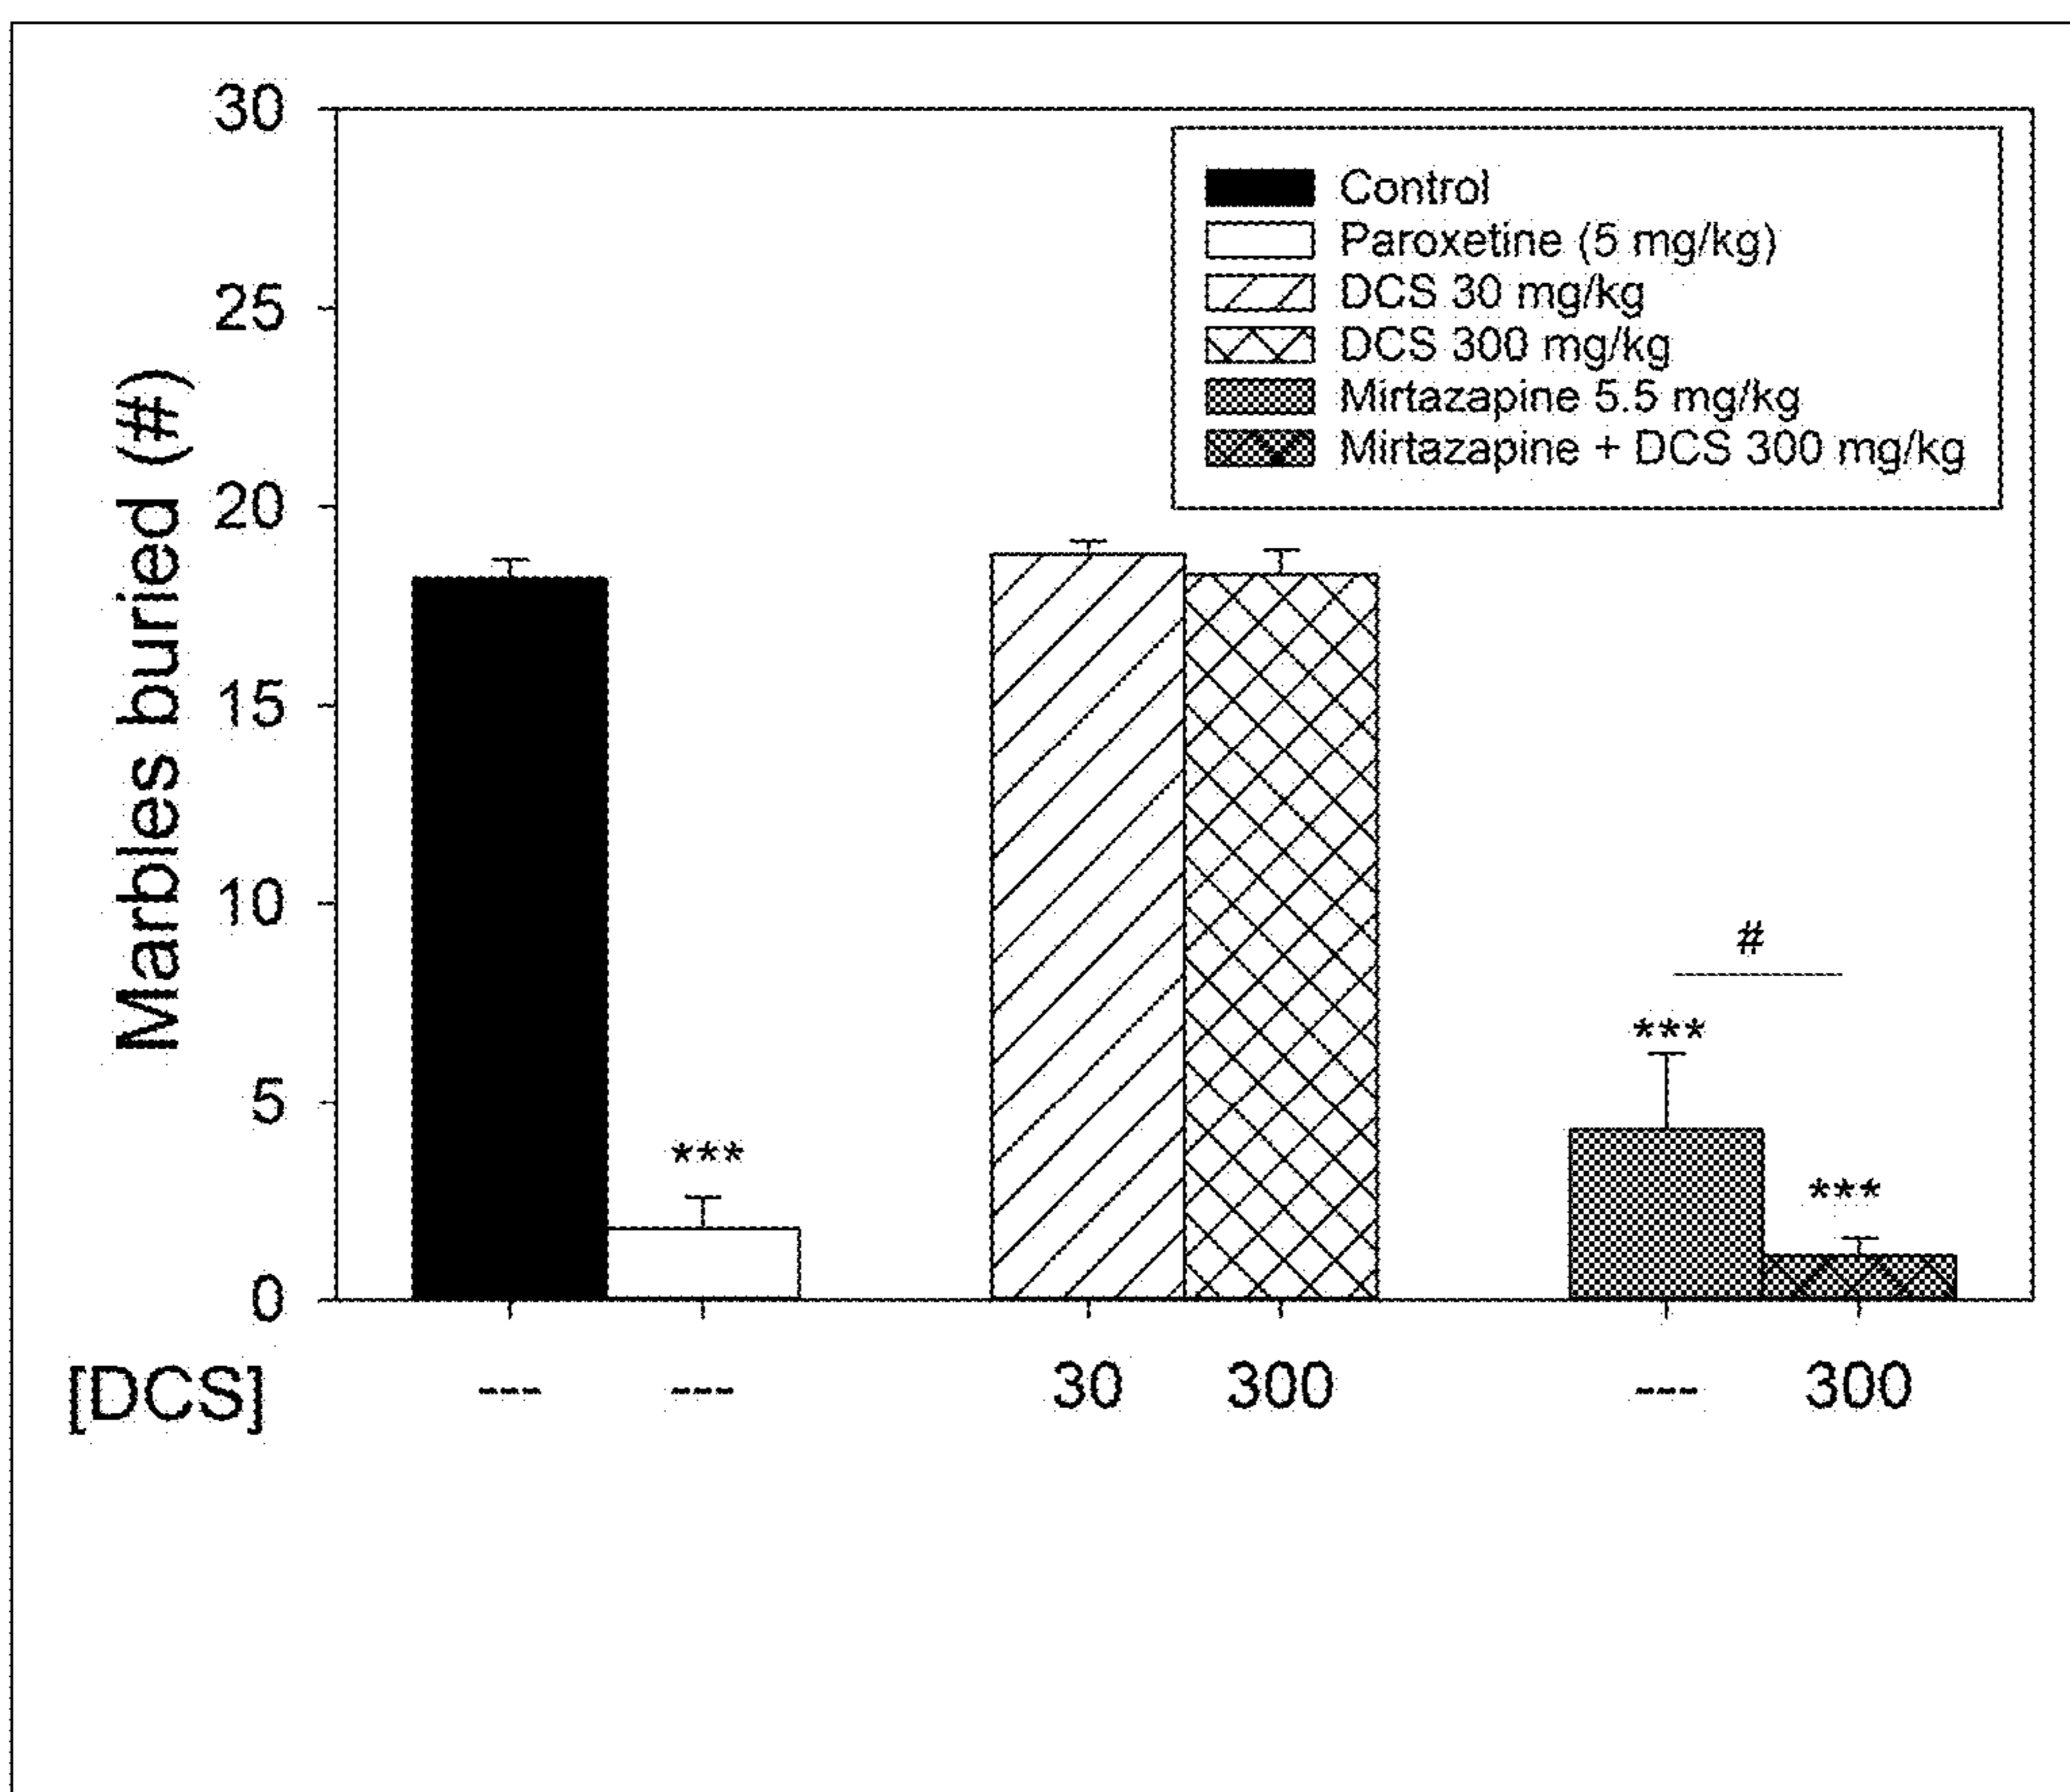 30
25
20
15
10
5
0
Marbles buried (#)
Control
Paroxetine (5 mg/kg)
DCS 30 mg/kg
DCS 300 mg/kg
Mirtazapine 5.5 mg/kg
Mirtazapine + DCS 300 mg/kg
***
#
***
***
[DCS] --- --- 30 300 --- 300